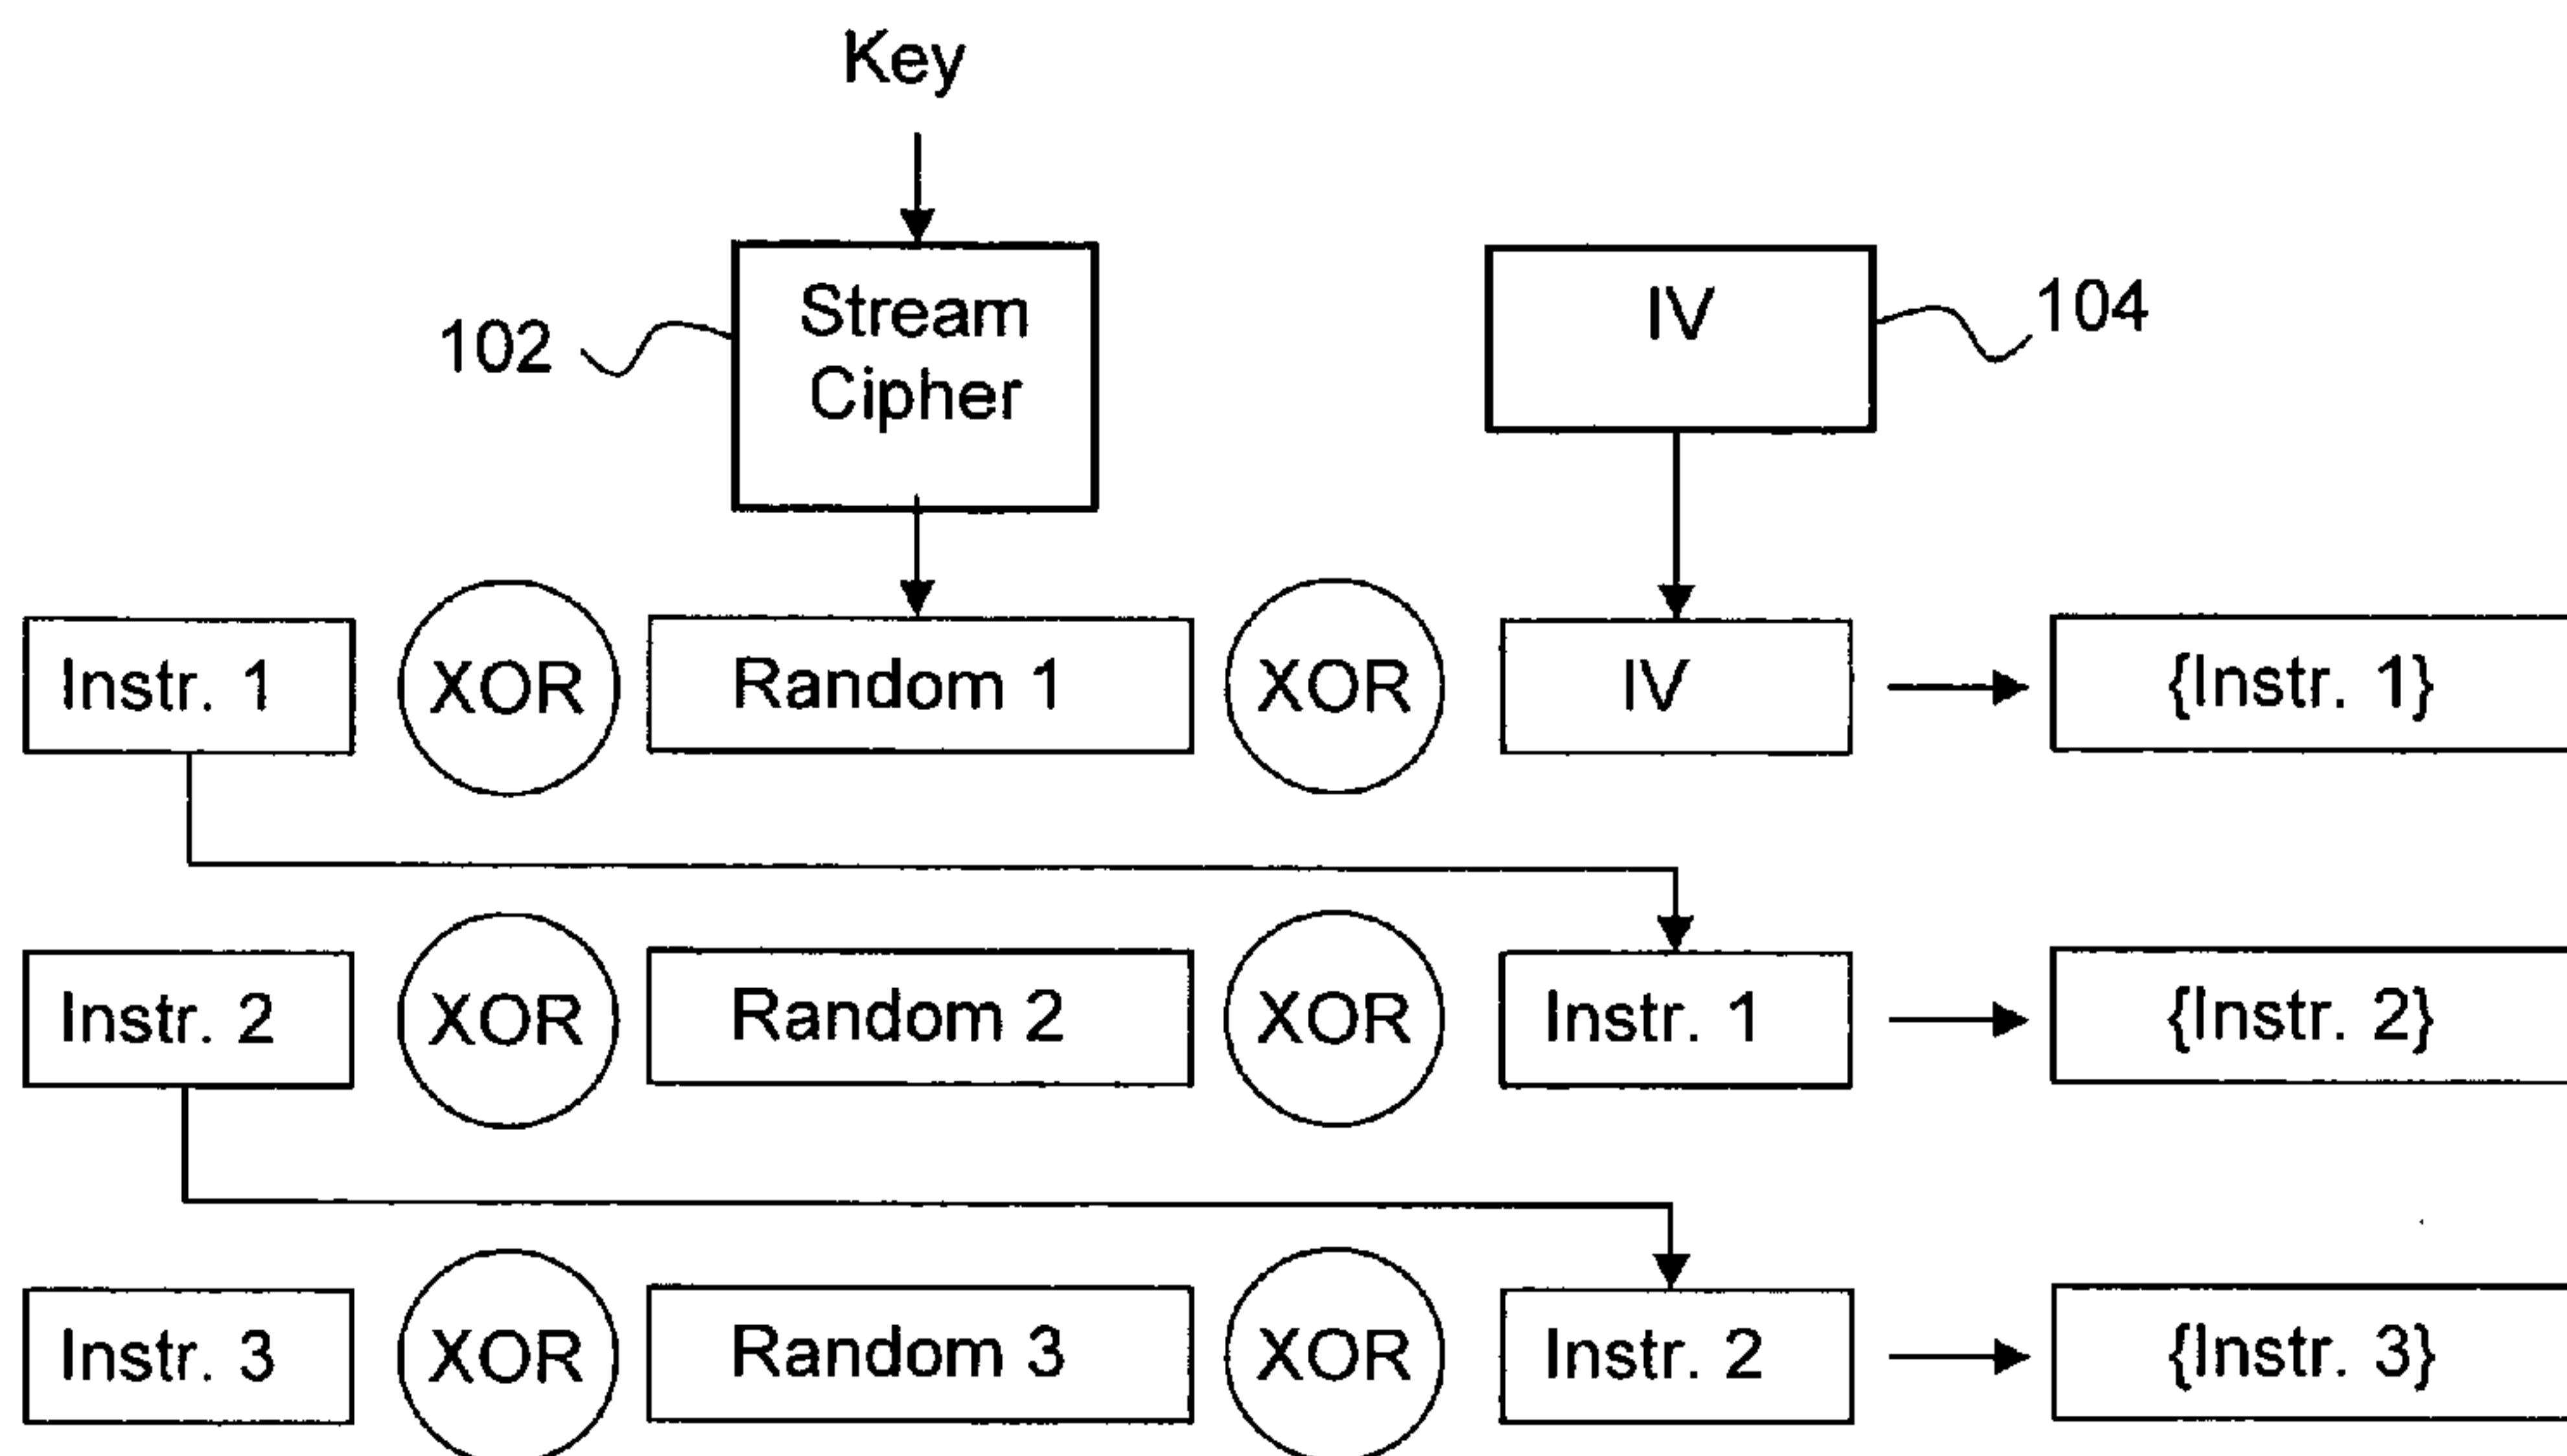 Key
Stream
Cipher
102
IV
104
Instr. 1 XOR Random 1 XOR IV {Instr. 1}
Instr. 2 XOR Random 2 XOR Instr. 1 {Instr. 2}
Instr. 3 XOR Random 3 XOR Instr. 2 {Instr. 3}